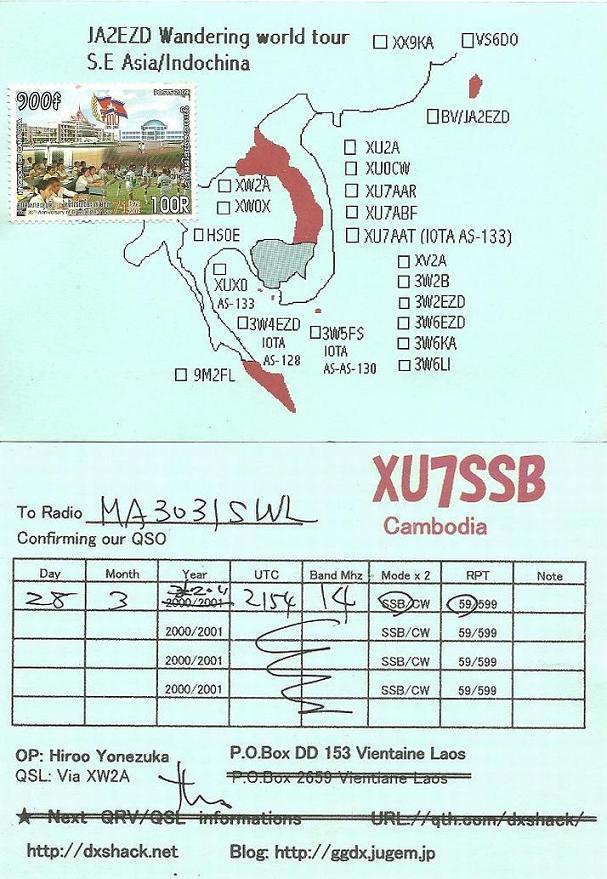 JA2EZD Wandering world tour
S.E Asia/Indochina
XX9KA
VS6DO
900f
100R
BV/JA2EZD
XU2A
XU0CW
XU7AAR
XU7ABF
XU7AAT (IOTA AS-133)
XW2A
XW0X
HS0E
XUX0
AS-133
XV2A
3W2B
3W2EZD
3W6EZD
3W6KA
3W6LI
3W4EZD
IOTA
AS-128
3W5FS
IOTA
AS-AS-130
9M2FL
XU7SSB
Cambodia
To Radio MA3031SWL
Confirming our QSO
Day Month Year UTC Band Mhz Mode x 2 RPT Note
28 3 2000/2001 2154 14 SSB/CW 59/599
2000/2001 SSB/CW 59/599
2000/2001 SSB/CW 59/599
2000/2001 SSB/CW 59/599
OP: Hiroo Yonezuka P.O.Box DD 153 Vientaine Laos
QSL: Via XW2A P.O.Box 2659 Vientiane Laos
★ Next QRV/QSL informations URL://qth.com/dxshack/
http://dxshack.net Blog: http://ggdx.jugem.jp